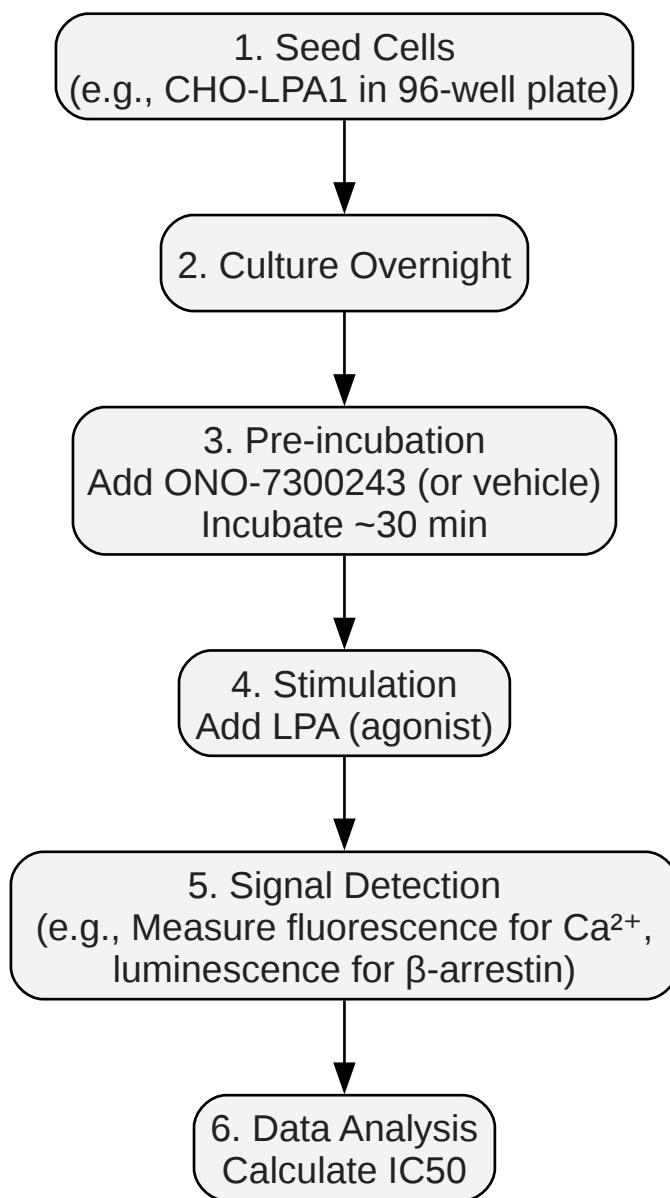 1. Seed Cells
(e.g., CHO-LPA1 in 96-well plate)
2. Culture Overnight
3. Pre-incubation
Add ONO-7300243 (or vehicle)
Incubate ~30 min
4. Stimulation
Add LPA (agonist)
5. Signal Detection
(e.g., Measure fluorescence for Ca²⁺,
luminescence for β-arrestin)
6. Data Analysis
Calculate IC50